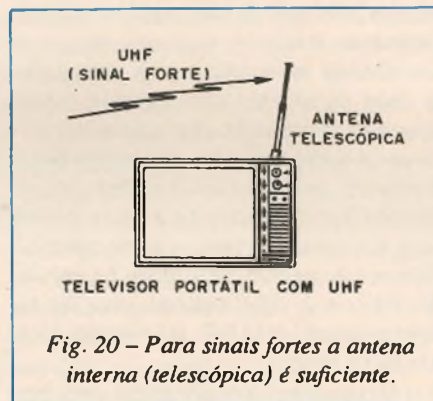 UHF
(SINAL FORTE)
ANTENA
TELESCÓPICA
TELEVISOR PORTÁTIL COM UHF
Fig. 20 – Para sinais fortes a antena
interna (telescópica) é suficiente.